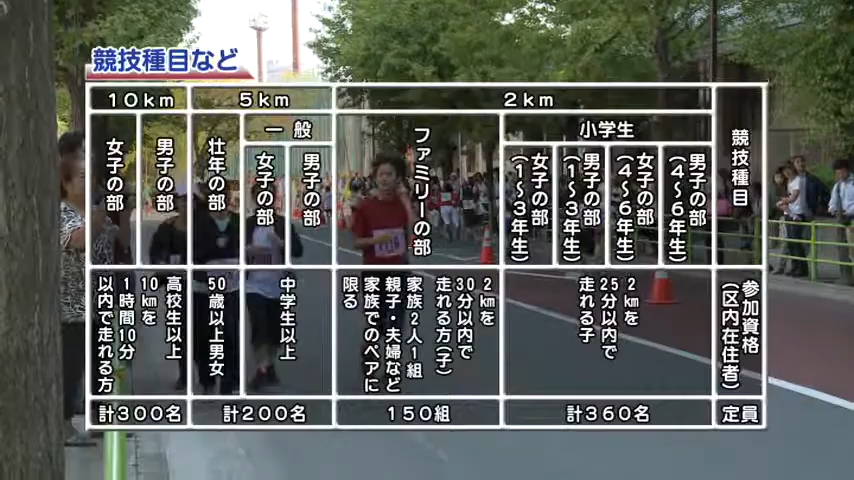 競技種目など
10km
5km
2km
競技種目
小学生
男子の部
(4〜6年生)
女子の部
(4〜6年生)
男子の部
(1〜3年生)
女子の部
(1〜3年生)
ファミリーの部
一般
男子の部
女子の部
壮年の部
男子の部
女子の部
参加資格
(区内在住者)
2kmを
25分以内で
走れる子
2kmを
30分以内で
走れる方(子)
家族2人1組
親子・夫婦など
家族でのペアに
限る
中学生以上
50歳以上男女
高校生以上
10kmを
1時間10分
以内で走れる方
定員
計360名
150組
計200名
計300名